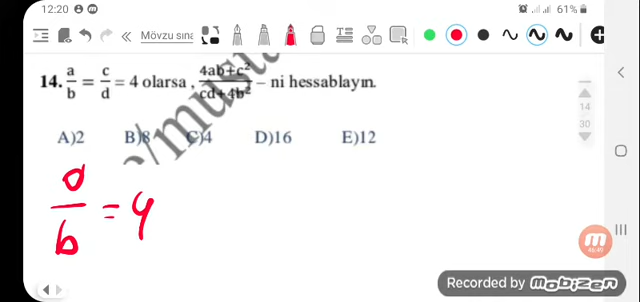 12:20 61%
Mövzu sına
14. a/b = c/d = 4 olarsa , 4ab+c²/cd+4b² – ni hessablayın.
14
30
A)2 B)8 C)4 D)16 E)12
a/b = 4
Recorded by mobizen